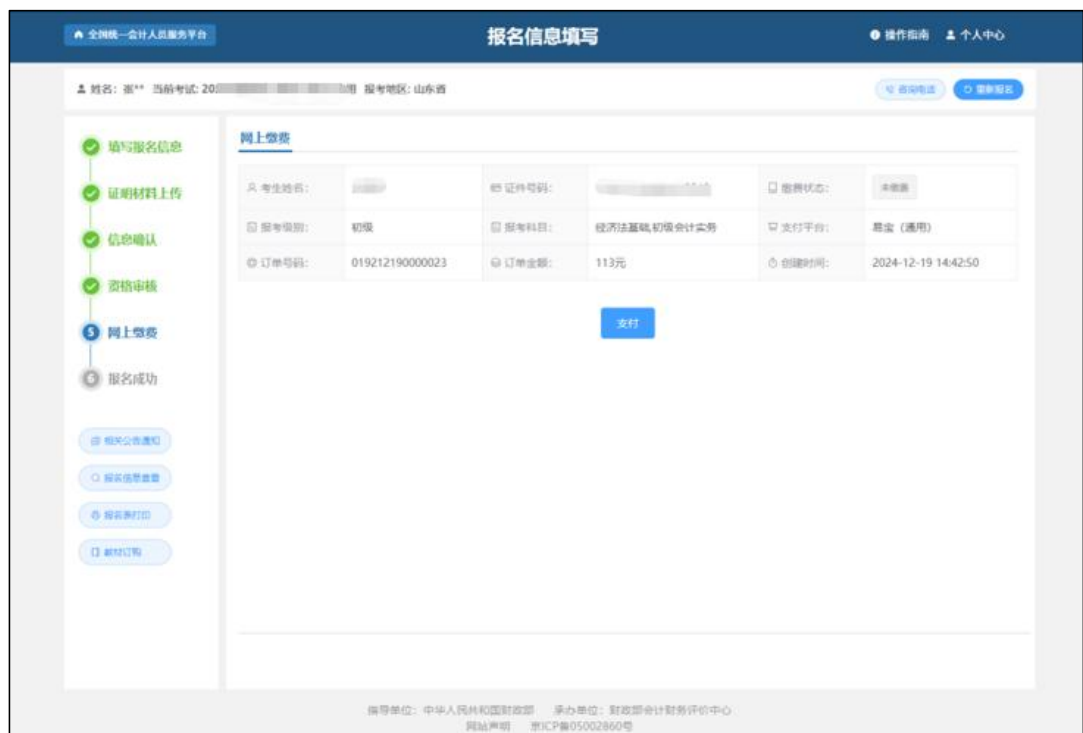 全国统一会计人员服务平台
报名信息填写
操作指南 个人中心
姓名: 张** 当前考试: 20 报考地区: 山东省
咨询电话 重新报名
填写报名信息
证明材料上传
信息确认
资格审核
5 网上缴费
6 报名成功
相关公告通知
报名信息查看
报名表打印
教材订购
网上缴费
考生姓名: 证件号码: 缴费状态: 未缴费
报考级别: 初级 报考科目: 经济法基础,初级会计实务 支付平台: 易宝 (通用)
订单号码: 019212190000023 订单金额: 113元 创建时间: 2024-12-19 14:42:50
支付
指导单位: 中华人民共和国财政部 承办单位: 财政部会计财务评价中心
网站声明 京ICP备05002860号